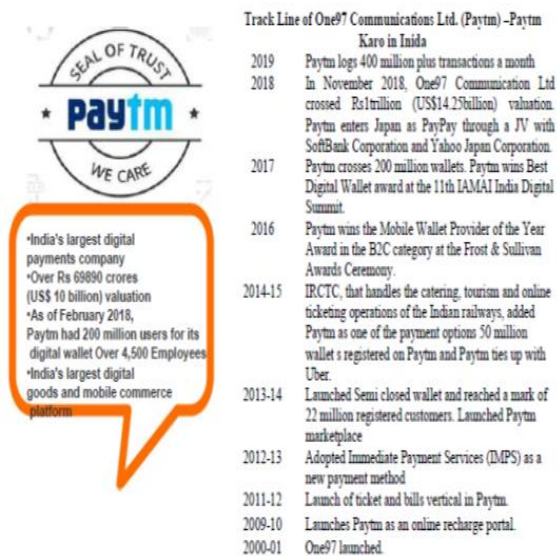 SEAL OF TRUST
paytm
WE CARE
•India's largest digital
payments company
•Over Rs 69890 crores
(US$ 10 billion) valuation
•As of February 2018,
Paytm had 200 million users for its
digital wallet Over 4,500 Employees
•India's largest digital
goods and mobile commerce
platform
Track Line of One97 Communications Ltd. (Paytm) –Paytm
Karo in Inida
2019 Paytm logs 400 million plus transactions a month
2018 In November 2018, One97 Communication Ltd
crossed Rs1trillion (US$14.25billion) valuation.
Paytm enters Japan as PayPay through a JV with
SoftBank Corporation and Yahoo Japan Corporation.
2017 Paytm crosses 200 million wallets. Paytm wins Best
Digital Wallet award at the 11th IAMAI India Digital
Summit.
2016 Paytm wins the Mobile Wallet Provider of the Year
Award in the B2C category at the Frost & Sullivan
Awards Ceremony.
2014-15 IRCTC, that handles the catering, tourism and online
ticketing operations of the Indian railways, added
Paytm as one of the payment options 50 million
wallet s registered on Paytm and Paytm ties up with
Uber.
2013-14 Launched Semi closed wallet and reached a mark of
22 million registered customers. Launched Paytm
marketplace
2012-13 Adopted Immediate Payment Services (IMPS) as a
new payment method
2011-12 Launch of ticket and bills vertical in Paytm.
2009-10 Launches Paytm as an online recharge portal.
2000-01 One97 launched.